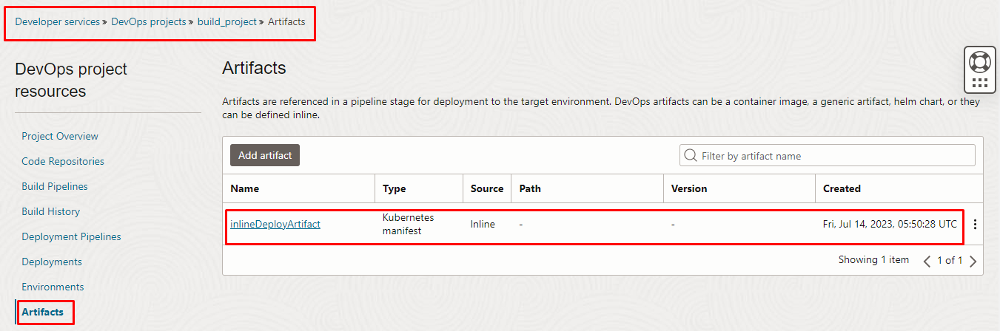 Developer services » DevOps projects » build_project » Artifacts
DevOps project
resources
Project Overview
Code Repositories
Build Pipelines
Build History
Deployment Pipelines
Deployments
Environments
Artifacts
Artifacts
Artifacts are referenced in a pipeline stage for deployment to the target environment. DevOps artifacts can be a container image, a generic artifact, helm chart, or they
can be defined inline.
Add artifact
Filter by artifact name
Name Type Source Path Version Created
inlineDeployArtifact Kubernetes manifest Inline - - Fri, Jul 14, 2023, 05:50:28 UTC
Showing 1 item 1 of 1